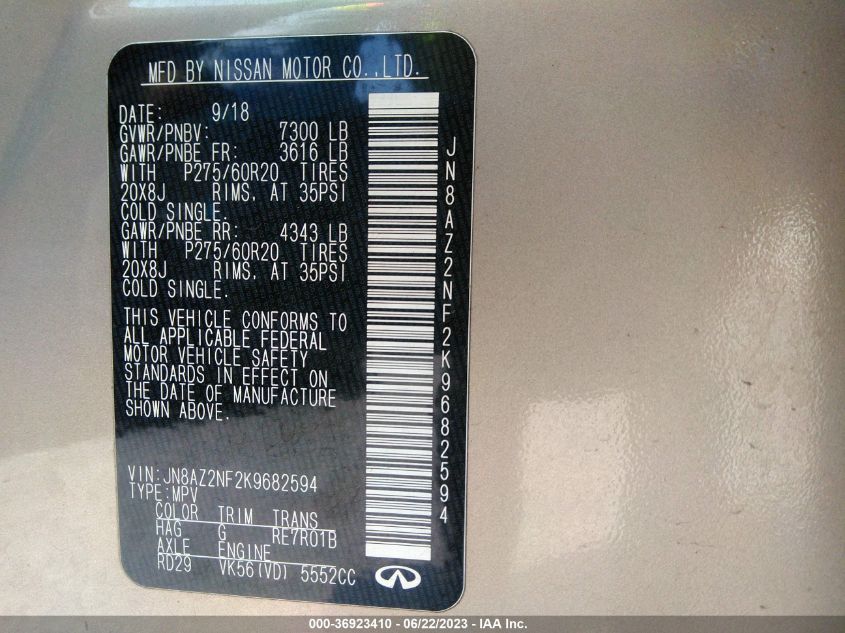 MFD BY NISSAN MOTOR CO.,LTD.
DATE: 9/18
GVWR/PNBV: 7300 LB
GAWR/PNBE FR: 3616 LB
WITH P275/60R20 TIRES
20X8J RIMS, AT 35PSI
COLD SINGLE.
GAWR/PNBE RR: 4343 LB
WITH P275/60R20 TIRES
20X8J RIMS, AT 35PSI
COLD SINGLE.
THIS VEHICLE CONFORMS TO
ALL APPLICABLE FEDERAL
MOTOR VEHICLE SAFETY
STANDARDS IN EFFECT ON
THE DATE OF MANUFACTURE
SHOWN ABOVE.
VIN:JN8AZ2NF2K9682594
TYPE:MPV
COLOR TRIM TRANS
HAG G RE7R01B
AXLE ENGINE
RD29 VK56(VD) 5552CC
JN8AZ2NF2K9682594
000-36923410 - 06/22/2023 - IAA Inc.